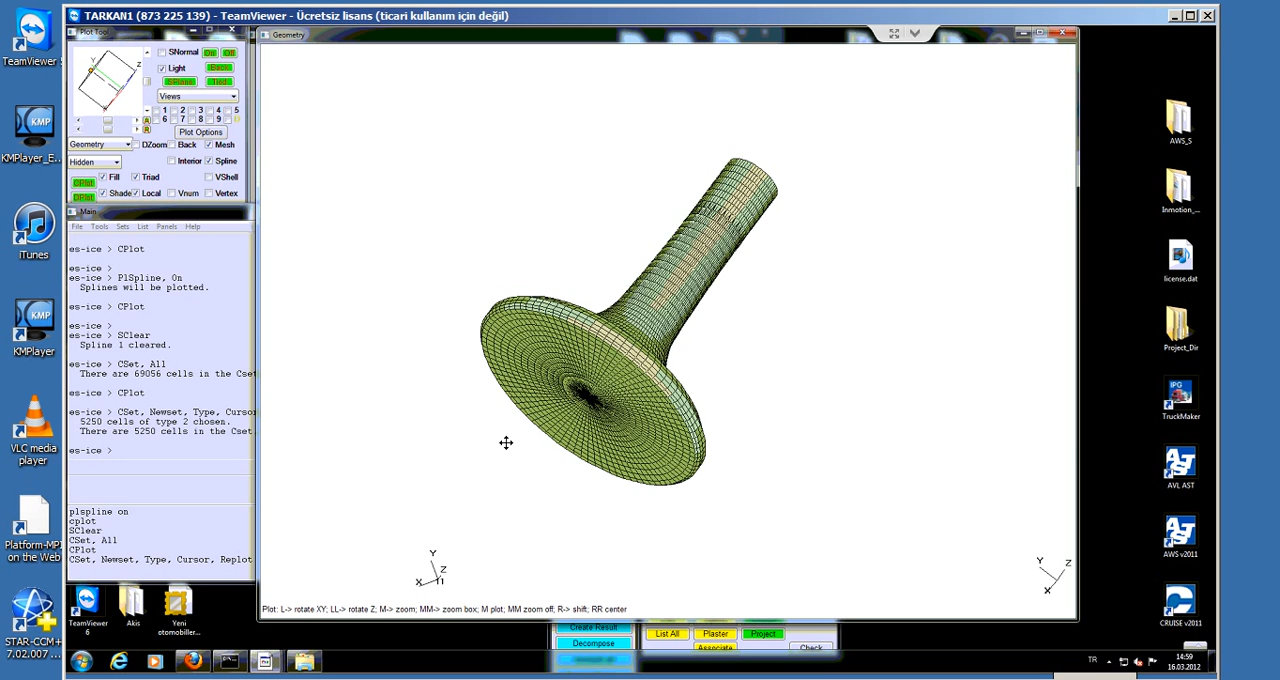 TARKAN1 (873 225 139) - TeamViewer - Ücretsiz lisans (ticari kullanım için değil)
TeamViewer
KMPlayer_E...
iTunes
KMPlayer
VLC media
player
Platform-MPI
on the Web
STAR-CCM+
7.02.007 ...
Plot Tool
SNormal
On
Off
Light
Back
Views
1 2 3 4 5
6 7 8 9
Plot Options
Geometry
DZoom
Back
Mesh
Hidden
Interior
Spline
CPlot
Fill
Triad
VShell
Shade
Local
Vnum
Vertex
Main
File Tools Sets List Panels Help
es-ice > CPlot
es-ice >
es-ice > PlSpline, On
Splines will be plotted.
es-ice > CPlot
es-ice >
es-ice > SClear
Spline 1 cleared.
es-ice > CSet, All
There are 69056 cells in the Cset
es-ice > CPlot
es-ice > CSet, Newset, Type, Cursor
5250 cells of type 2 chosen.
There are 5250 cells in the Cset.
es-ice >
plspline on
cplot
SClear
CSet, All
CPlot
CSet, Newset, Type, Cursor, Replot
Geometry
Y
Z
X
Y
Z
X
Plot: L-> rotate XY; LL-> rotate Z; M-> zoom; MM-> zoom box; M plot; MM zoom off; R-> shift; RR center
Create Result
Decompose
List All
Plaster
Project
Associate
Check
AWS_S
Inmotion_...
license.dat
Project_Dir
TruckMaker
AVL AST
AWS v2011
CRUISE v2011
TeamViewer
6
Akis
Yeni
otomobiller...
TR
14:59
16.03.2012